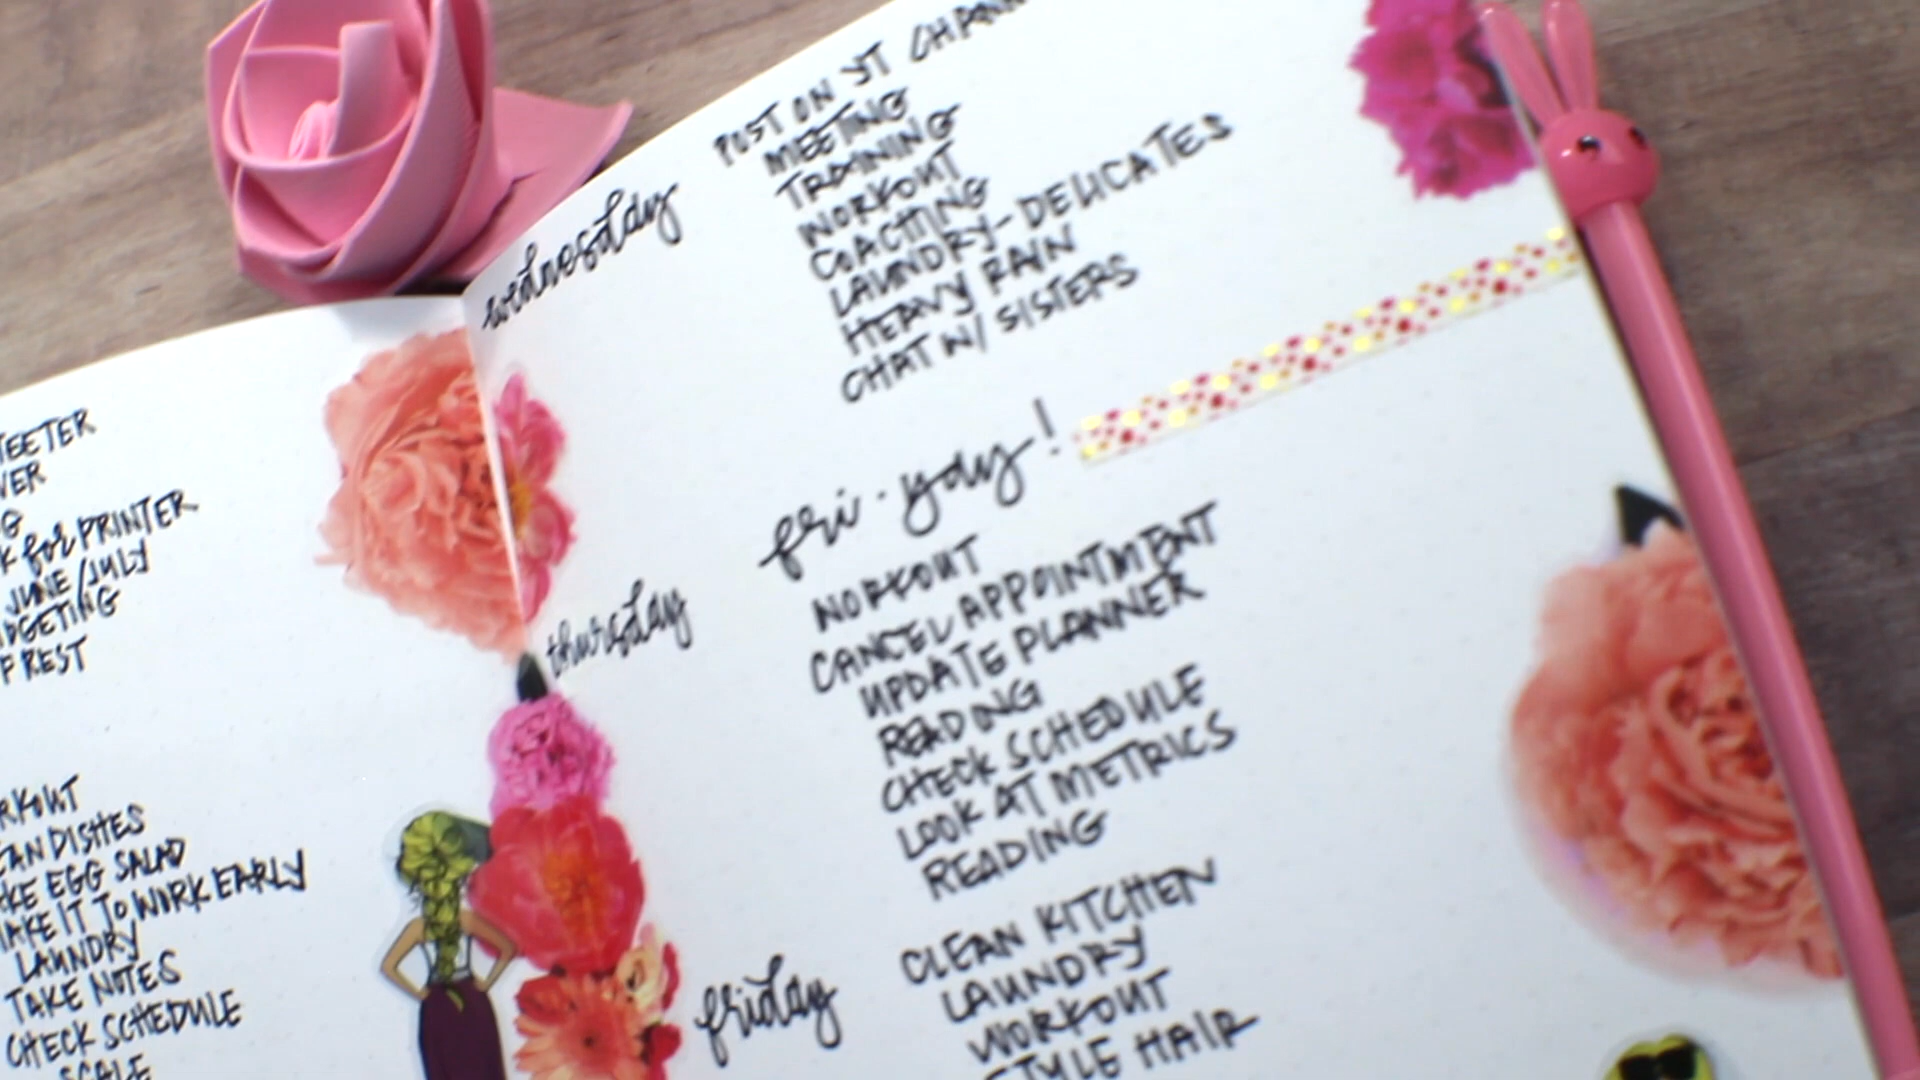 TEETER
VER
G
K for PRINTER
JUNE/JULY
DGETING
F REST
RKOUT
EAN DISHES
AKE EGG SALAD
MAKE IT TO WORK EARLY
LAUNDRY
TAKE NOTES
CHECK SCHEDULE
SCALE
wednesday
POST ON YT CHANN
MEETING
TRAINING
WORKOUT
COACHING
LAUNDRY-DELICATES
HEAVY RAIN
CHAT W/ SISTERS
fri-yay!
thursday
WORKOUT
CANCEL APPOINTMENT
UPDATE PLANNER
READING
CHECK SCHEDULE
LOOK AT METRICS
READING
friday
CLEAN KITCHEN
LAUNDRY
WORKOUT
STYLE HAIR